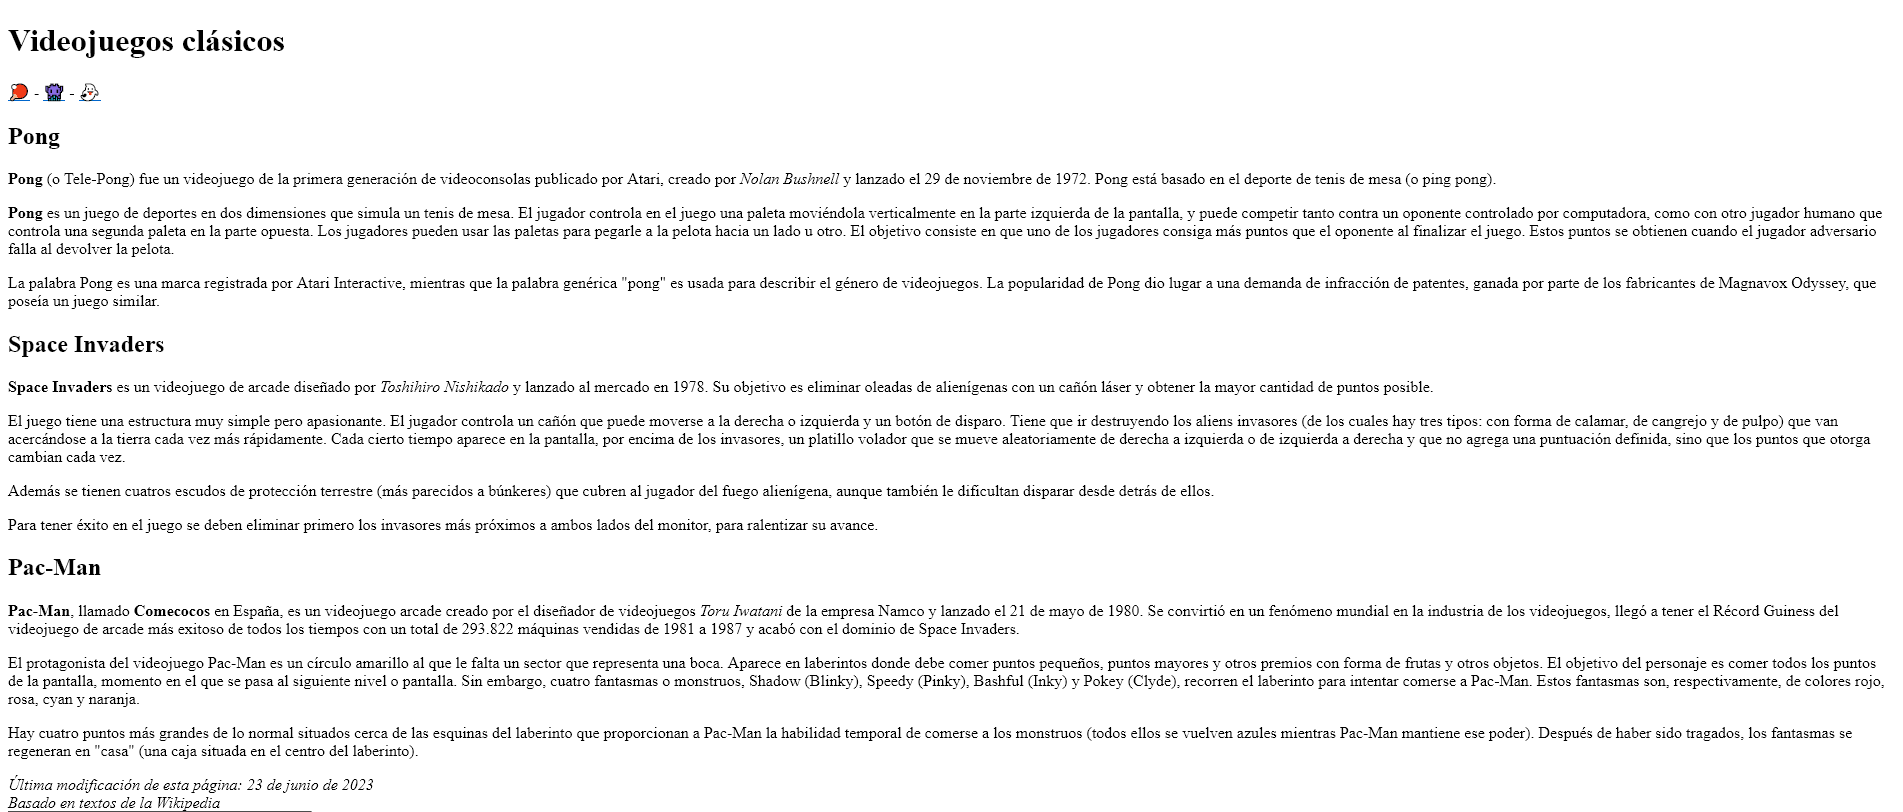 Videojuegos clásicos
- -
Pong
Pong (o Tele-Pong) fue un videojuego de la primera generación de videoconsolas publicado por Atari, creado por Nolan Bushnell y lanzado el 29 de noviembre de 1972. Pong está basado en el deporte de tenis de mesa (o ping pong).
Pong es un juego de deportes en dos dimensiones que simula un tenis de mesa. El jugador controla en el juego una paleta moviéndola verticalmente en la parte izquierda de la pantalla, y puede competir tanto contra un oponente controlado por computadora, como con otro jugador humano que
controla una segunda paleta en la parte opuesta. Los jugadores pueden usar las paletas para pegarle a la pelota hacia un lado u otro. El objetivo consiste en que uno de los jugadores consiga más puntos que el oponente al finalizar el juego. Estos puntos se obtienen cuando el jugador adversario
falla al devolver la pelota.
La palabra Pong es una marca registrada por Atari Interactive, mientras que la palabra genérica "pong" es usada para describir el género de videojuegos. La popularidad de Pong dio lugar a una demanda de infracción de patentes, ganada por parte de los fabricantes de Magnavox Odyssey, que
poseía un juego similar.
Space Invaders
Space Invaders es un videojuego de arcade diseñado por Toshihiro Nishikado y lanzado al mercado en 1978. Su objetivo es eliminar oleadas de alienígenas con un cañón láser y obtener la mayor cantidad de puntos posible.
El juego tiene una estructura muy simple pero apasionante. El jugador controla un cañón que puede moverse a la derecha o izquierda y un botón de disparo. Tiene que ir destruyendo los aliens invasores (de los cuales hay tres tipos: con forma de calamar, de cangrejo y de pulpo) que van
acercándose a la tierra cada vez más rápidamente. Cada cierto tiempo aparece en la pantalla, por encima de los invasores, un platillo volador que se mueve aleatoriamente de derecha a izquierda o de izquierda a derecha y que no agrega una puntuación definida, sino que los puntos que otorga
cambian cada vez.
Además se tienen cuatros escudos de protección terrestre (más parecidos a búnkeres) que cubren al jugador del fuego alienígena, aunque también le dificultan disparar desde detrás de ellos.
Para tener éxito en el juego se deben eliminar primero los invasores más próximos a ambos lados del monitor, para ralentizar su avance.
Pac-Man
Pac-Man, llamado Comecocos en España, es un videojuego arcade creado por el diseñador de videojuegos Toru Iwatani de la empresa Namco y lanzado el 21 de mayo de 1980. Se convirtió en un fenómeno mundial en la industria de los videojuegos, llegó a tener el Récord Guiness del
videojuego de arcade más exitoso de todos los tiempos con un total de 293.822 máquinas vendidas de 1981 a 1987 y acabó con el dominio de Space Invaders.
El protagonista del videojuego Pac-Man es un círculo amarillo al que le falta un sector que representa una boca. Aparece en laberintos donde debe comer puntos pequeños, puntos mayores y otros premios con forma de frutas y otros objetos. El objetivo del personaje es comer todos los puntos
de la pantalla, momento en el que se pasa al siguiente nivel o pantalla. Sin embargo, cuatro fantasmas o monstruos, Shadow (Blinky), Speedy (Pinky), Bashful (Inky) y Pokey (Clyde), recorren el laberinto para intentar comerse a Pac-Man. Estos fantasmas son, respectivamente, de colores rojo,
rosa, cyan y naranja.
Hay cuatro puntos más grandes de lo normal situados cerca de las esquinas del laberinto que proporcionan a Pac-Man la habilidad temporal de comerse a los monstruos (todos ellos se vuelven azules mientras Pac-Man mantiene ese poder). Después de haber sido tragados, los fantasmas se
regeneran en "casa" (una caja situada en el centro del laberinto).
Última modificación de esta página: 23 de junio de 2023
Basado en textos de la Wikipedia